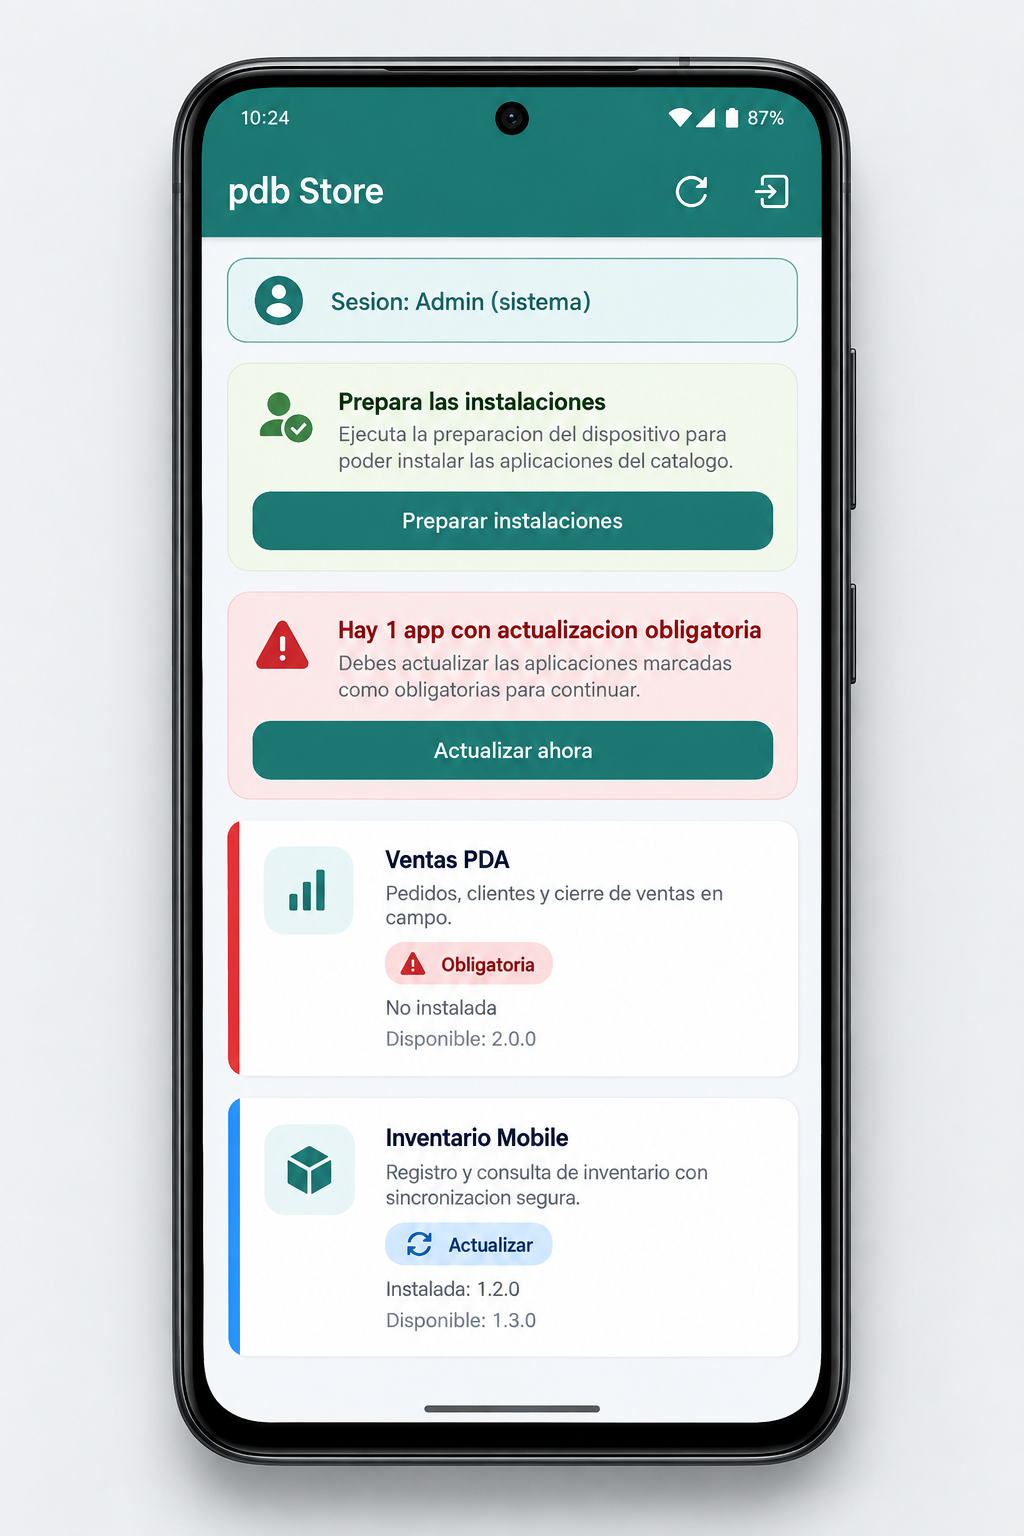 10:24
87%
pdb Store
Sesion: Admin (sistema)
Prepara las instalaciones
Ejecuta la preparacion del dispositivo para
poder instalar las aplicaciones del catalogo.
Preparar instalaciones
Hay 1 app con actualizacion obligatoria
Debes actualizar las aplicaciones marcadas
como obligatorias para continuar.
Actualizar ahora
Ventas PDA
Pedidos, clientes y cierre de ventas en
campo.
Obligatoria
No instalada
Disponible: 2.0.0
Inventario Mobile
Registro y consulta de inventario con
sincronizacion segura.
Actualizar
Instalada: 1.2.0
Disponible: 1.3.0